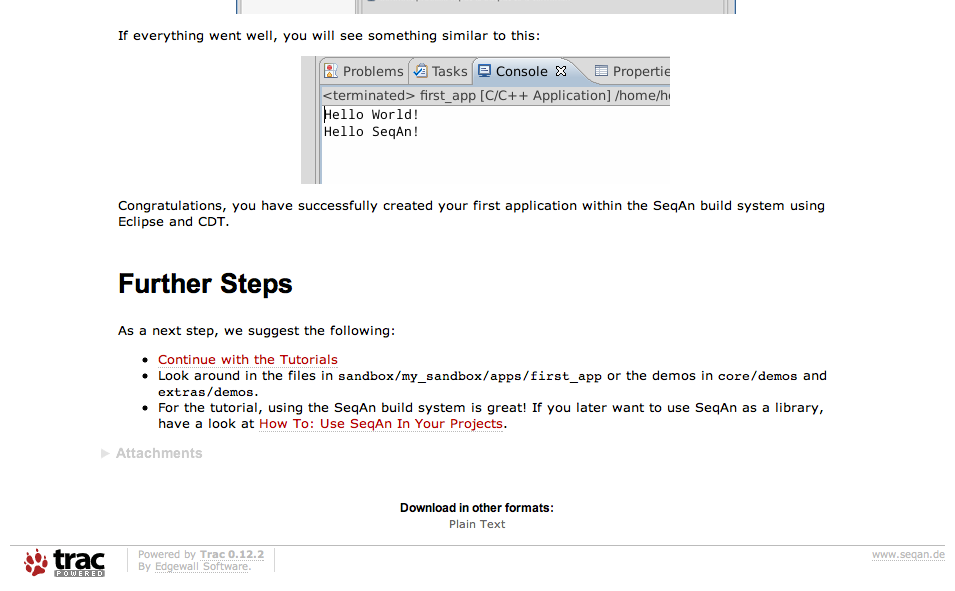 If everything went well, you will see something similar to this:
Problems Tasks Console Propertie
<terminated> first_app [C/C++ Application] /home/h
Hello World!
Hello SeqAn!
Congratulations, you have successfully created your first application within the SeqAn build system using
Eclipse and CDT.
Further Steps
As a next step, we suggest the following:
Continue with the Tutorials
Look around in the files in sandbox/my_sandbox/apps/first_app or the demos in core/demos and
extras/demos.
For the tutorial, using the SeqAn build system is great! If you later want to use SeqAn as a library,
have a look at How To: Use SeqAn In Your Projects.
Attachments
Download in other formats:
Plain Text
trac
POWERED
Powered by Trac 0.12.2
By Edgewall Software.
www.seqan.de